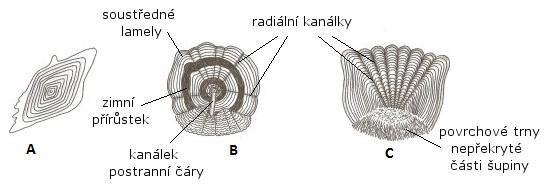 soustředné
lamely
radiální kanálky
zimní
přírůstek
kanálek
postranní čáry
povrchové trny
nepřekryté
části šupiny
A
B
C